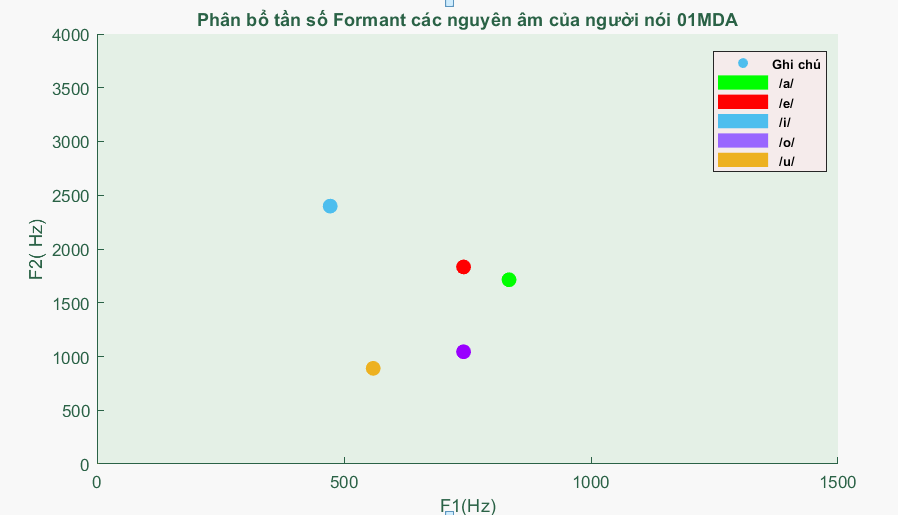 Phân bổ tần số Formant các nguyên âm của người nói 01MDA
4000
3500
3000
2500
2000
1500
1000
500
0
F2( Hz)
Ghi chú
/a/
/e/
/i/
/o/
/u/
0 500 1000 1500
F1(Hz)